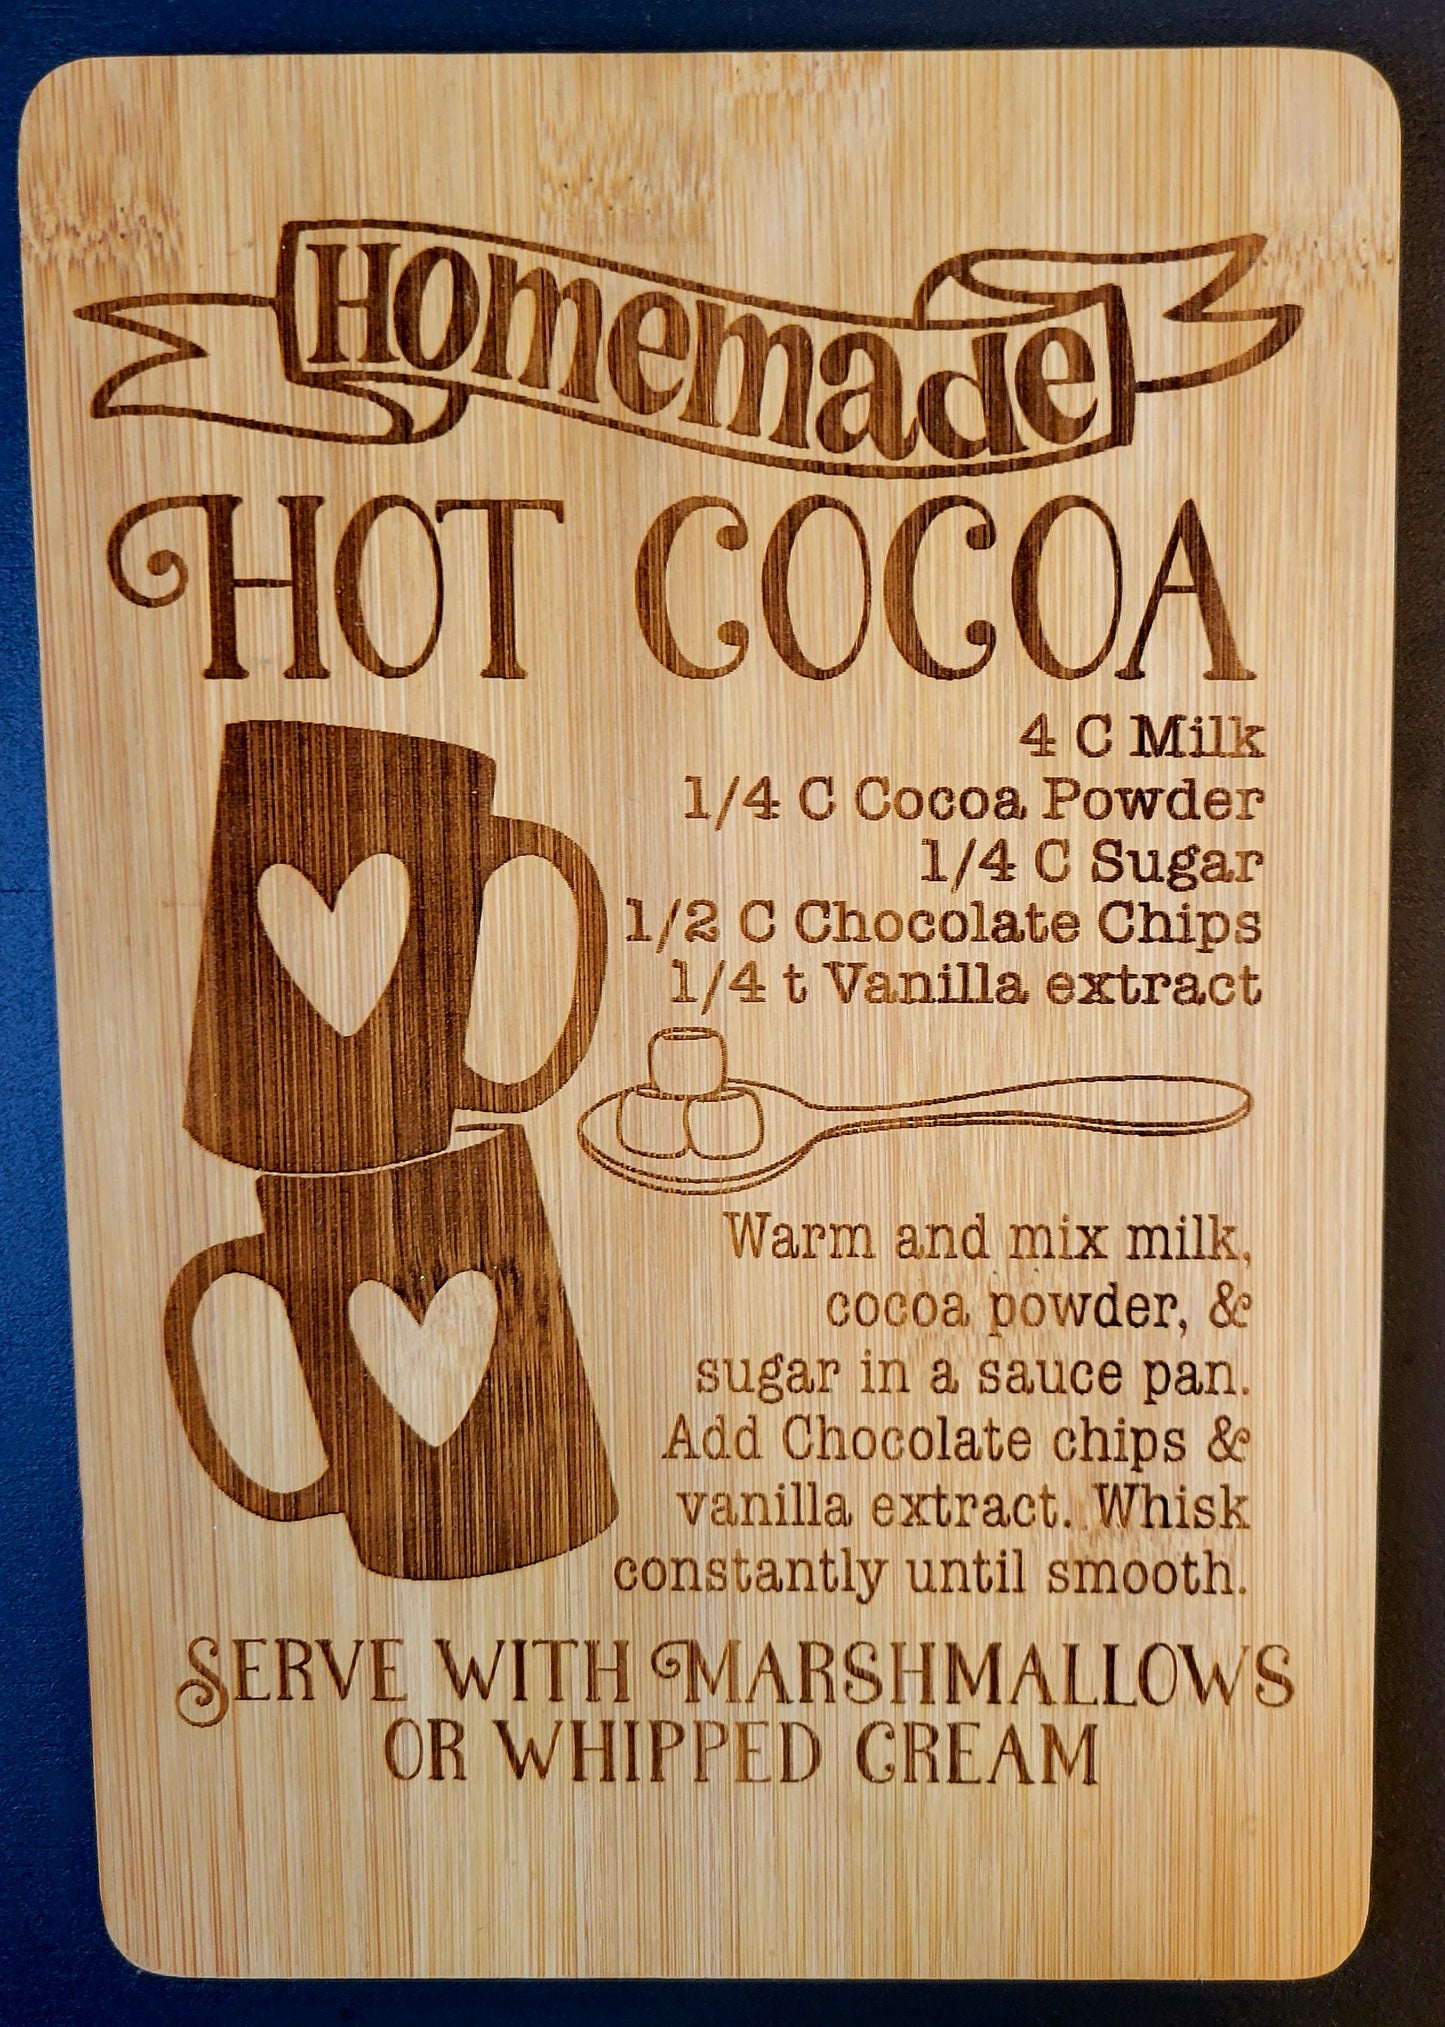 Homemade
HOT COCOA
4 C Milk
1/4 C Cocoa Powder
1/4 C Sugar
1/2 C Chocolate Chips
1/4 t Vanilla extract
Warm and mix milk,
cocoa powder, &
sugar in a sauce pan.
Add Chocolate chips &
vanilla extract. Whisk
constantly until smooth.
SERVE WITH MARSHMALLOWS
OR WHIPPED CREAM